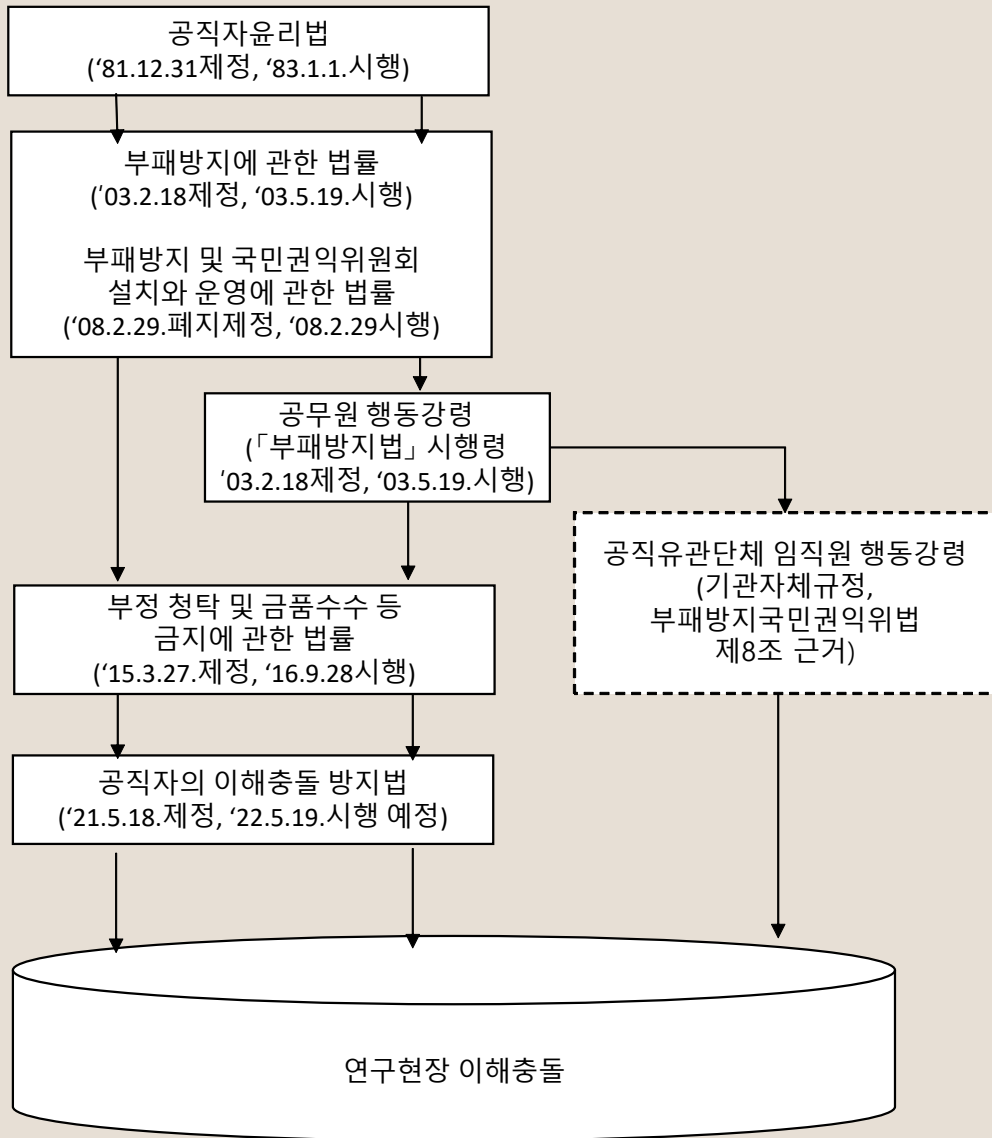 공직자윤리법
(‘81.12.31제정, ‘83.1.1.시행)
부패방지에 관한 법률
(‘03.2.18제정, ‘03.5.19.시행)
부패방지 및 국민권익위원회
설치와 운영에 관한 법률
(‘08.2.29.폐지제정, ‘08.2.29시행)
공무원 행동강령
(「부패방지법」 시행령
‘03.2.18제정, ‘03.5.19.시행)
공직유관단체 임직원 행동강령
(기관자체규정,
부패방지국민권익위법
제8조 근거)
부정 청탁 및 금품수수 등
금지에 관한 법률
(‘15.3.27.제정, ‘16.9.28시행)
공직자의 이해충돌 방지법
(‘21.5.18.제정, ‘22.5.19.시행 예정)
연구현장 이해충돌